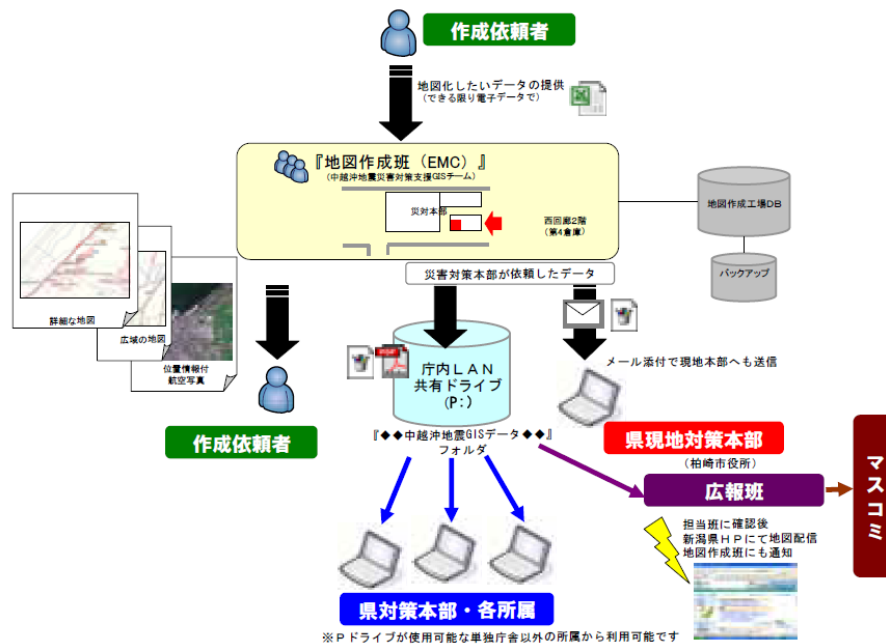 作成依頼者
地図化したいデータの提供
(できる限り電子データで)
『地図作成班(EMC)』
(中越沖地震災害対策支援GISチーム)
災対本部
西回廊2階
(第4倉庫)
地図作成工場DB
バックアップ
災害対策本部が依頼したデータ
詳細な地図
広域の地図
位置情報付
航空写真
作成依頼者
PDF
庁内LAN
共有ドライブ
(P:)
メール添付で現地本部へも送信
『◆◆中越沖地震GISデータ◆◆』
フォルダ
県現地対策本部
(柏崎市役所)
広報班
マスコミ
担当班に確認後
新潟県HPにて地図配信
地図作成班にも通知
県対策本部・各所属
※Pドライブが使用可能な単独庁舎以外の所属から利用可能です